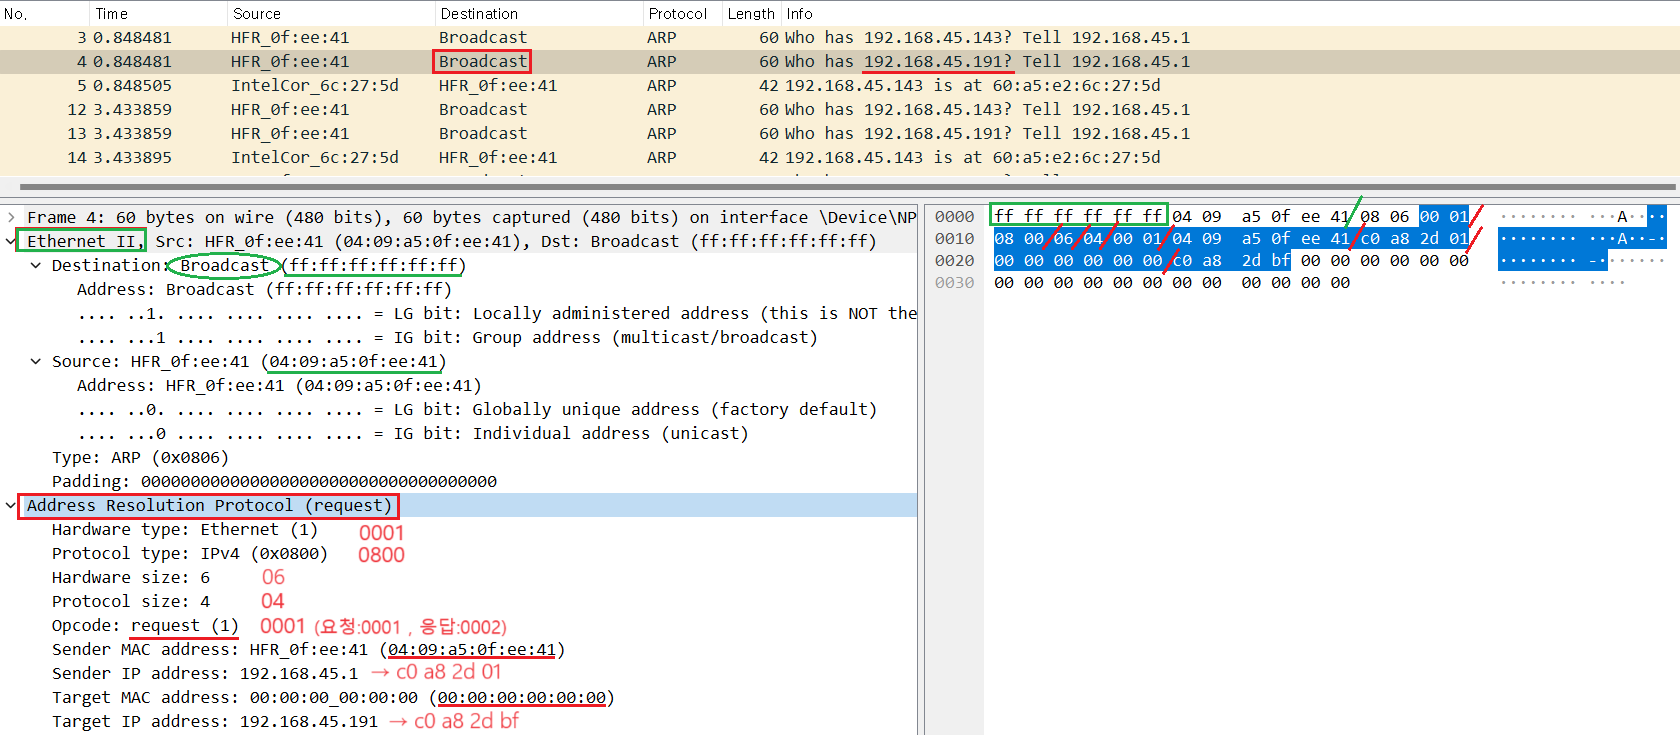 No. Time Source Destination Protocol Length Info
3 0.848481 HFR_0f:ee:41 Broadcast ARP 60 Who has 192.168.45.143? Tell 192.168.45.1
4 0.848481 HFR_0f:ee:41 Broadcast ARP 60 Who has 192.168.45.191? Tell 192.168.45.1
5 0.848505 IntelCor_6c:27:5d HFR_0f:ee:41 ARP 42 192.168.45.143 is at 60:a5:e2:6c:27:5d
12 3.433859 HFR_0f:ee:41 Broadcast ARP 60 Who has 192.168.45.143? Tell 192.168.45.1
13 3.433859 HFR_0f:ee:41 Broadcast ARP 60 Who has 192.168.45.191? Tell 192.168.45.1
14 3.433895 IntelCor_6c:27:5d HFR_0f:ee:41 ARP 42 192.168.45.143 is at 60:a5:e2:6c:27:5d
Frame 4: 60 bytes on wire (480 bits), 60 bytes captured (480 bits) on interface \Device\NP
Ethernet II, Src: HFR_0f:ee:41 (04:09:a5:0f:ee:41), Dst: Broadcast (ff:ff:ff:ff:ff:ff)
Destination: Broadcast (ff:ff:ff:ff:ff:ff)
Address: Broadcast (ff:ff:ff:ff:ff:ff)
.... ..1. .... .... .... .... = LG bit: Locally administered address (this is NOT the
.... ...1 .... .... .... .... = IG bit: Group address (multicast/broadcast)
Source: HFR_0f:ee:41 (04:09:a5:0f:ee:41)
Address: HFR_0f:ee:41 (04:09:a5:0f:ee:41)
.... ..0. .... .... .... .... = LG bit: Globally unique address (factory default)
.... ...0 .... .... .... .... = IG bit: Individual address (unicast)
Type: ARP (0x0806)
Padding: 000000000000000000000000000000000000
Address Resolution Protocol (request)
Hardware type: Ethernet (1) 0001
Protocol type: IPv4 (0x0800) 0800
Hardware size: 6 06
Protocol size: 4 04
Opcode: request (1) 0001 (요청:0001 , 응답:0002)
Sender MAC address: HFR_0f:ee:41 (04:09:a5:0f:ee:41)
Sender IP address: 192.168.45.1 → c0 a8 2d 01
Target MAC address: 00:00:00_00:00:00 (00:00:00:00:00:00)
Target IP address: 192.168.45.191 → c0 a8 2d bf
0000 ff ff ff ff ff ff 04 09 a5 0f ee 41 08 06 00 01 ········ ···A····
0010 08 00 06 04 00 01 04 09 a5 0f ee 41 c0 a8 2d 01 ········ ···A··-·
0020 00 00 00 00 00 00 c0 a8 2d bf 00 00 00 00 00 00 ········ -·······
0030 00 00 00 00 00 00 00 00 00 00 00 00 ········ ····